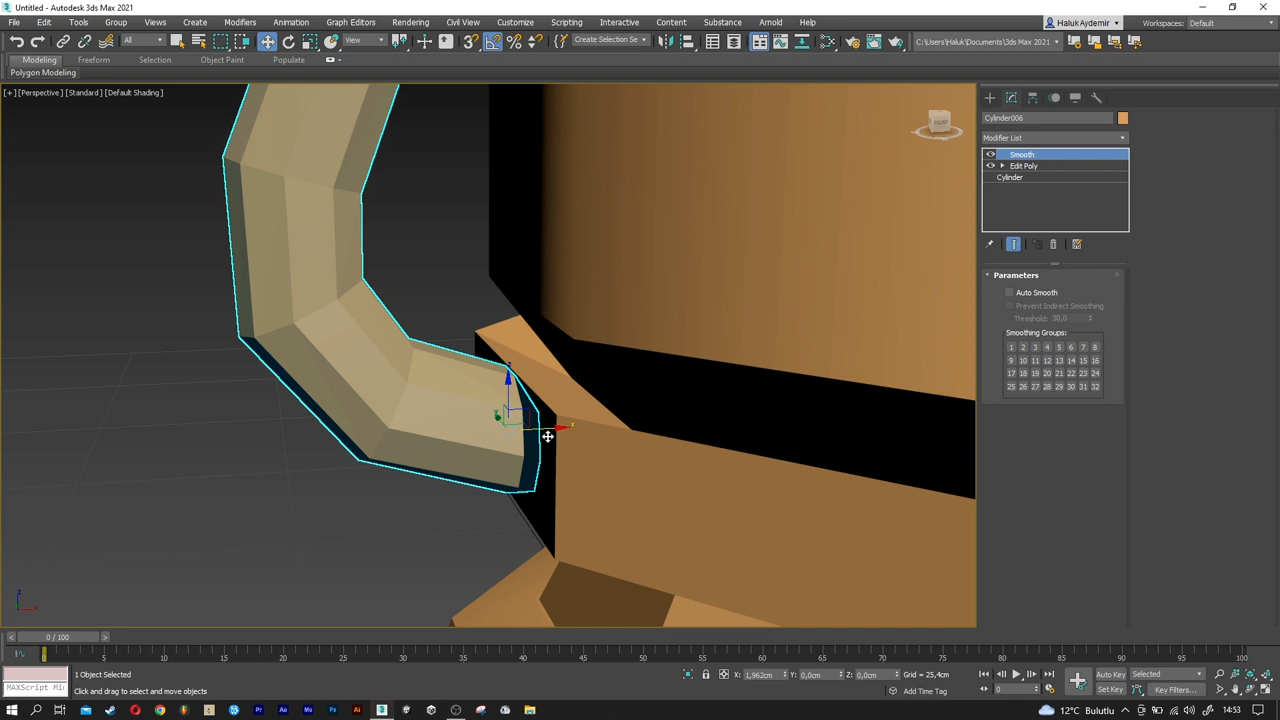 Untitled - Autodesk 3ds Max 2021
File Edit Tools Group Views Create Modifiers Animation Graph Editors Rendering Civil View Customize Scripting Interactive Content Substance Arnold Help
Haluk Aydemir
Workspaces: Default
All
View
Create Selection Se
C:\Users\Haluk\Documents\3ds Max 2021
Modeling Freeform Selection Object Paint Populate
Polygon Modeling
[+] [Perspective] [Standard] [Default Shading]
FRONT
Cylinder006
Modifier List
Smooth
Edit Poly
Cylinder
Parameters
Auto Smooth
Prevent Indirect Smoothing
Threshold: 30,0
Smoothing Groups:
1 2 3 4 5 6 7 8
9 10 11 12 13 14 15 16
17 18 19 20 21 22 23 24
25 26 27 28 29 30 31 32
z
y
x
z
x
0 / 100
0 5 10 15 20 25 30 35 40 45 50 55 60 65 70 75 80 85 90 95 100
1 Object Selected
X: 1,962cm Y: 0,0cm Z: 0,0cm Grid = 25,4cm
Auto Key Selected
MAXScript Mi
Click and drag to select and move objects
Add Time Tag
0
Set Key Key Filters...
12°C Bulutlu
14:53